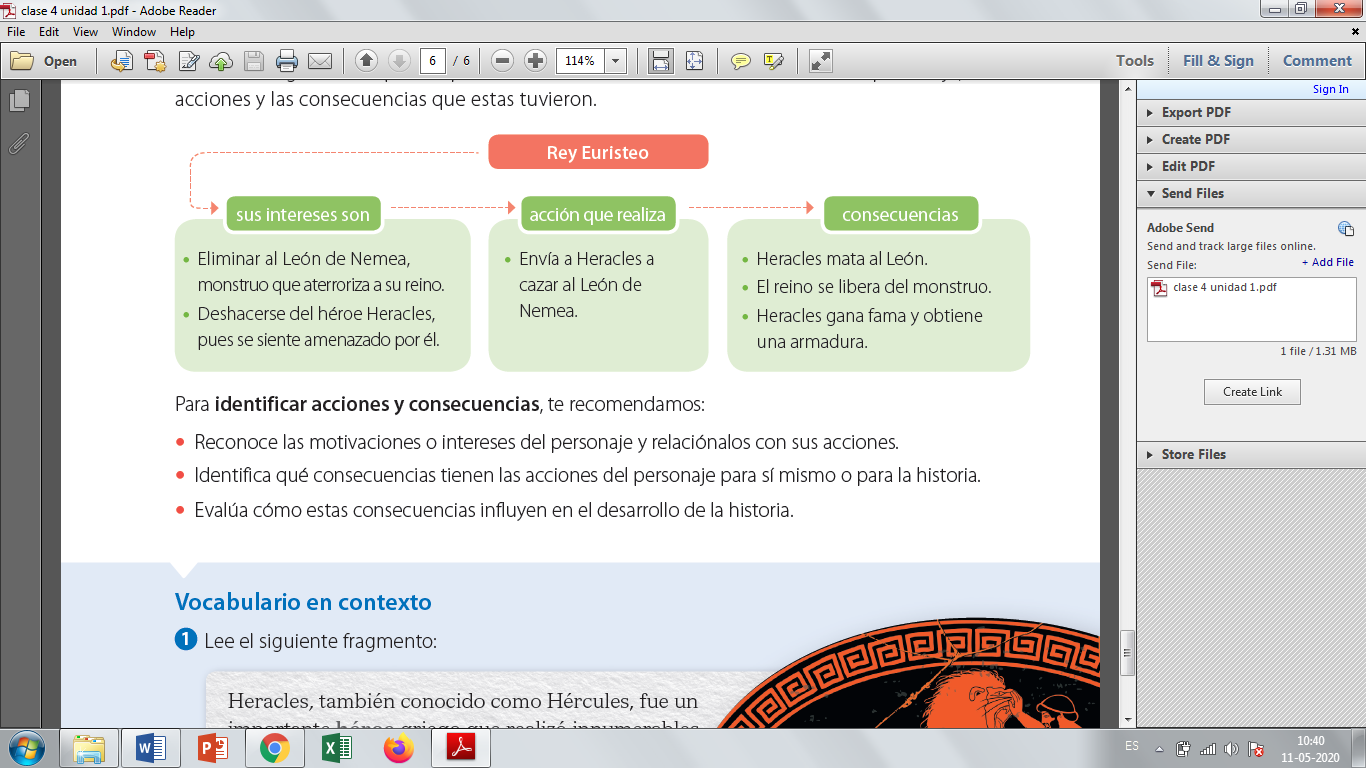 clase 4 unidad 1.pdf - Adobe Reader
File Edit View Window Help
Open 6 / 6 114% Tools Fill & Sign Comment
acciones y las consecuencias que estas tuvieron.
Rey Euristeo
sus intereses son
acción que realiza
consecuencias
• Eliminar al León de Nemea,
monstruo que aterroriza a su reino.
• Deshacerse del héroe Heracles,
pues se siente amenazado por él.
• Envía a Heracles a
cazar al León de
Nemea.
• Heracles mata al León.
• El reino se libera del monstruo.
• Heracles gana fama y obtiene
una armadura.
Para identificar acciones y consecuencias, te recomendamos:
• Reconoce las motivaciones o intereses del personaje y relaciónalos con sus acciones.
• Identifica qué consecuencias tienen las acciones del personaje para sí mismo o para la historia.
• Evalúa cómo estas consecuencias influyen en el desarrollo de la historia.
Vocabulario en contexto
1 Lee el siguiente fragmento:
Heracles, también conocido como Hércules, fue un
importante héroe griego que realizó innumerables
Sign In
Export PDF
Create PDF
Edit PDF
Send Files
Adobe Send
Send and track large files online.
Send File:
+ Add File
clase 4 unidad 1.pdf
1 file / 1.31 MB
Create Link
Store Files
ES
10:40
11-05-2020